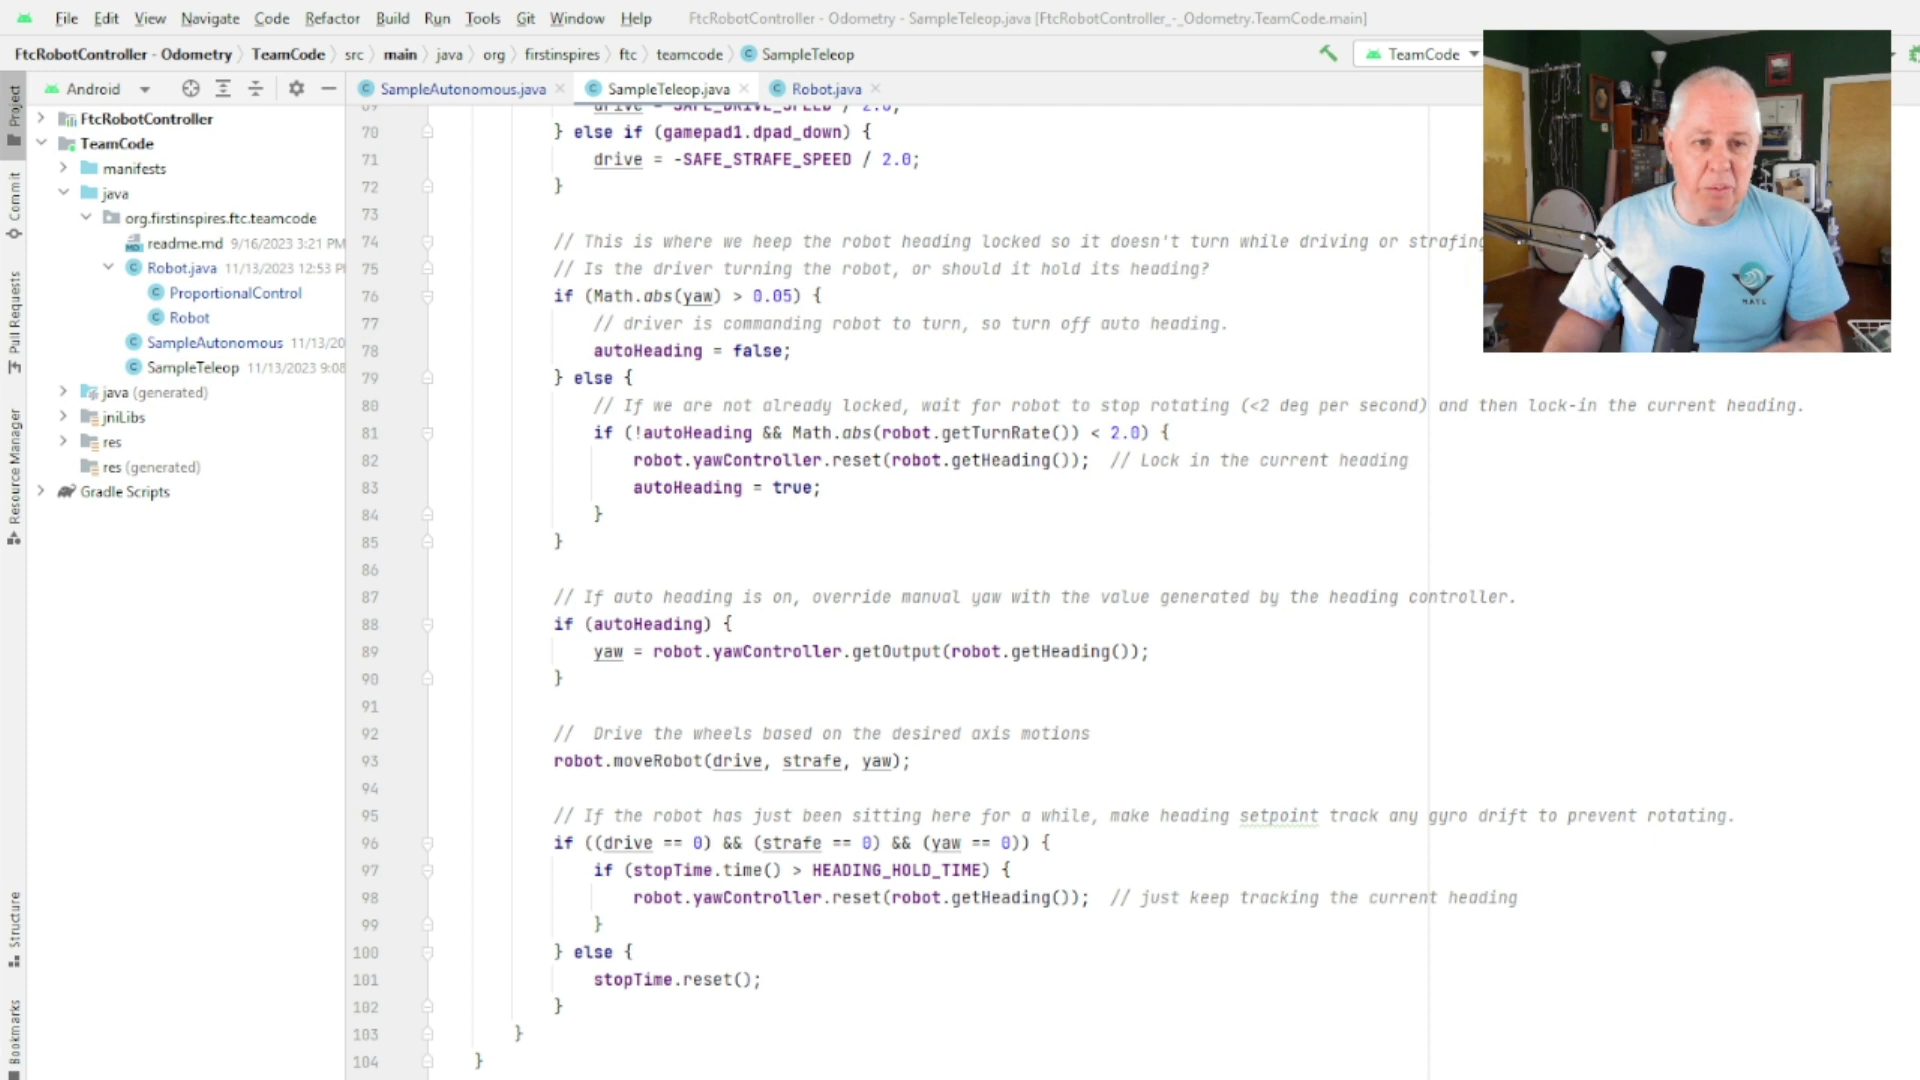 File Edit View Navigate Code Refactor Build Run Tools Git Window Help FtcRobotController - Odometry - SampleTeleop.java [FtcRobotController_-_Odometry.TeamCode.main]
FtcRobotController - Odometry TeamCode src main java org firstinspires ftc teamcode SampleTeleop TeamCode
Android SampleAutonomous.java SampleTeleop.java Robot.java
Project
Commit
Pull Requests
Resource Manager
Structure
Bookmarks
FtcRobotController
TeamCode
manifests
java
org.firstinspires.ftc.teamcode
readme.md 9/16/2023 3:21 PM
Robot.java 11/13/2023 12:53 P
ProportionalControl
Robot
SampleAutonomous 11/13/20
SampleTeleop 11/13/2023 9:08
java (generated)
jniLibs
res
res (generated)
Gradle Scripts
69 drive = SAFE_DRIVE_SPEED / 2.0;
70 } else if (gamepad1.dpad_down) {
71 drive = -SAFE_STRAFE_SPEED / 2.0;
72 }
73
74 // This is where we heep the robot heading locked so it doesn't turn while driving or strafing
75 // Is the driver turning the robot, or should it hold its heading?
76 if (Math.abs(yaw) > 0.05) {
77 // driver is commanding robot to turn, so turn off auto heading.
78 autoHeading = false;
79 } else {
80 // If we are not already locked, wait for robot to stop rotating (<2 deg per second) and then lock-in the current heading.
81 if (!autoHeading && Math.abs(robot.getTurnRate()) < 2.0) {
82 robot.yawController.reset(robot.getHeading()); // Lock in the current heading
83 autoHeading = true;
84 }
85 }
86
87 // If auto heading is on, override manual yaw with the value generated by the heading controller.
88 if (autoHeading) {
89 yaw = robot.yawController.getOutput(robot.getHeading());
90 }
91
92 // Drive the wheels based on the desired axis motions
93 robot.moveRobot(drive, strafe, yaw);
94
95 // If the robot has just been sitting here for a while, make heading setpoint track any gyro drift to prevent rotating.
96 if ((drive == 0) && (strafe == 0) && (yaw == 0)) {
97 if (stopTime.time() > HEADING_HOLD_TIME) {
98 robot.yawController.reset(robot.getHeading()); // just keep tracking the current heading
99 }
100 } else {
101 stopTime.reset();
102 }
103 }
104 }